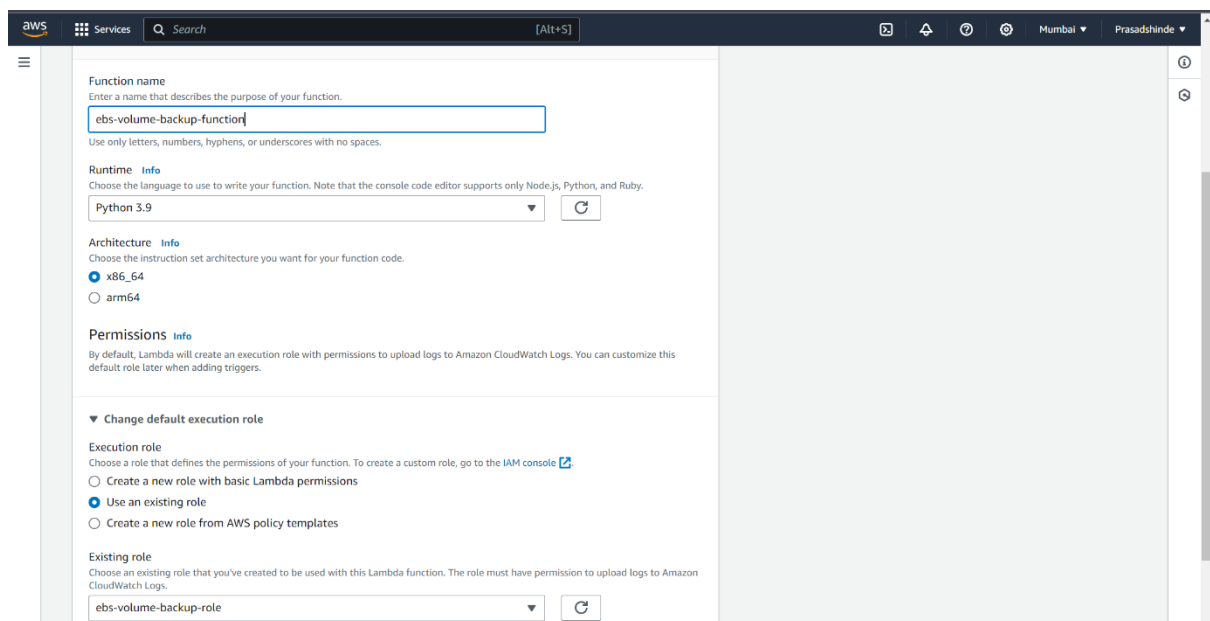 aws
Services
Search
[Alt+S]
Mumbai
Prasadshinde
Function name
Enter a name that describes the purpose of your function.
ebs-volume-backup-function
Use only letters, numbers, hyphens, or underscores with no spaces.
Runtime Info
Choose the language to use to write your function. Note that the console code editor supports only Node.js, Python, and Ruby.
Python 3.9
Architecture Info
Choose the instruction set architecture you want for your function code.
x86_64
arm64
Permissions Info
By default, Lambda will create an execution role with permissions to upload logs to Amazon CloudWatch Logs. You can customize this
default role later when adding triggers.
Change default execution role
Execution role
Choose a role that defines the permissions of your function. To create a custom role, go to the IAM console.
Create a new role with basic Lambda permissions
Use an existing role
Create a new role from AWS policy templates
Existing role
Choose an existing role that you've created to be used with this Lambda function. The role must have permission to upload logs to Amazon
CloudWatch Logs.
ebs-volume-backup-role